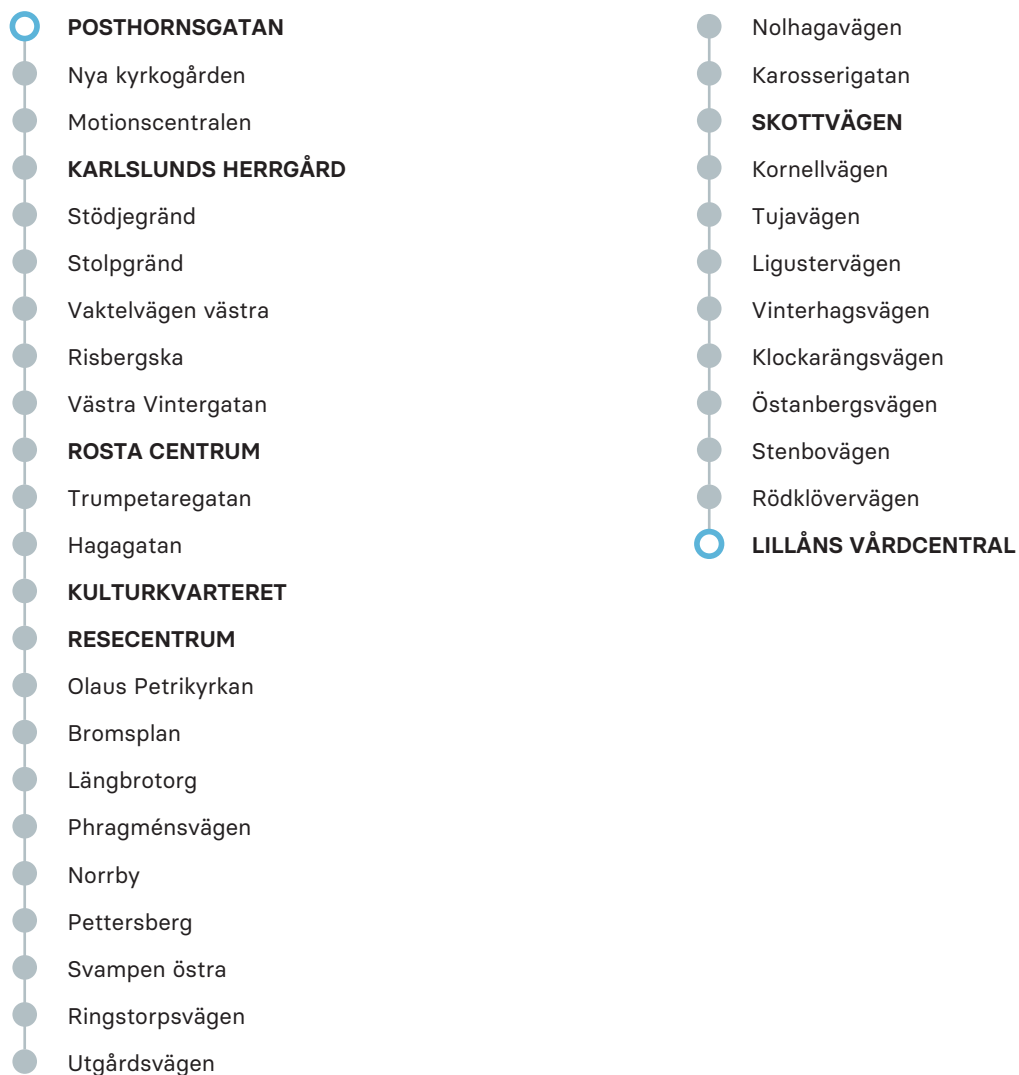 POSTHORNSGATAN
Nya kyrkogården
Motionscentralen
KARLSLUNDS HERRGÅRD
Stödjegränd
Stolpgränd
Vaktelvägen västra
Risbergska
Västra Vintergatan
ROSTA CENTRUM
Trumpetaregatan
Hagagatan
KULTURKVARTERET
RESECENTRUM
Olaus Petrikyrkan
Bromsplan
Längbrotorg
Phragménsvägen
Norrby
Pettersberg
Svampen östra
Ringstorpsvägen
Utgårdsvägen
Nolhagavägen
Karosserigatan
SKOTTVÄGEN
Kornellvägen
Tujavägen
Ligustervägen
Vinterhagsvägen
Klockarängsvägen
Östanbergsvägen
Stenbovägen
Rödklövervägen
LILLÅNS VÅRDCENTRAL